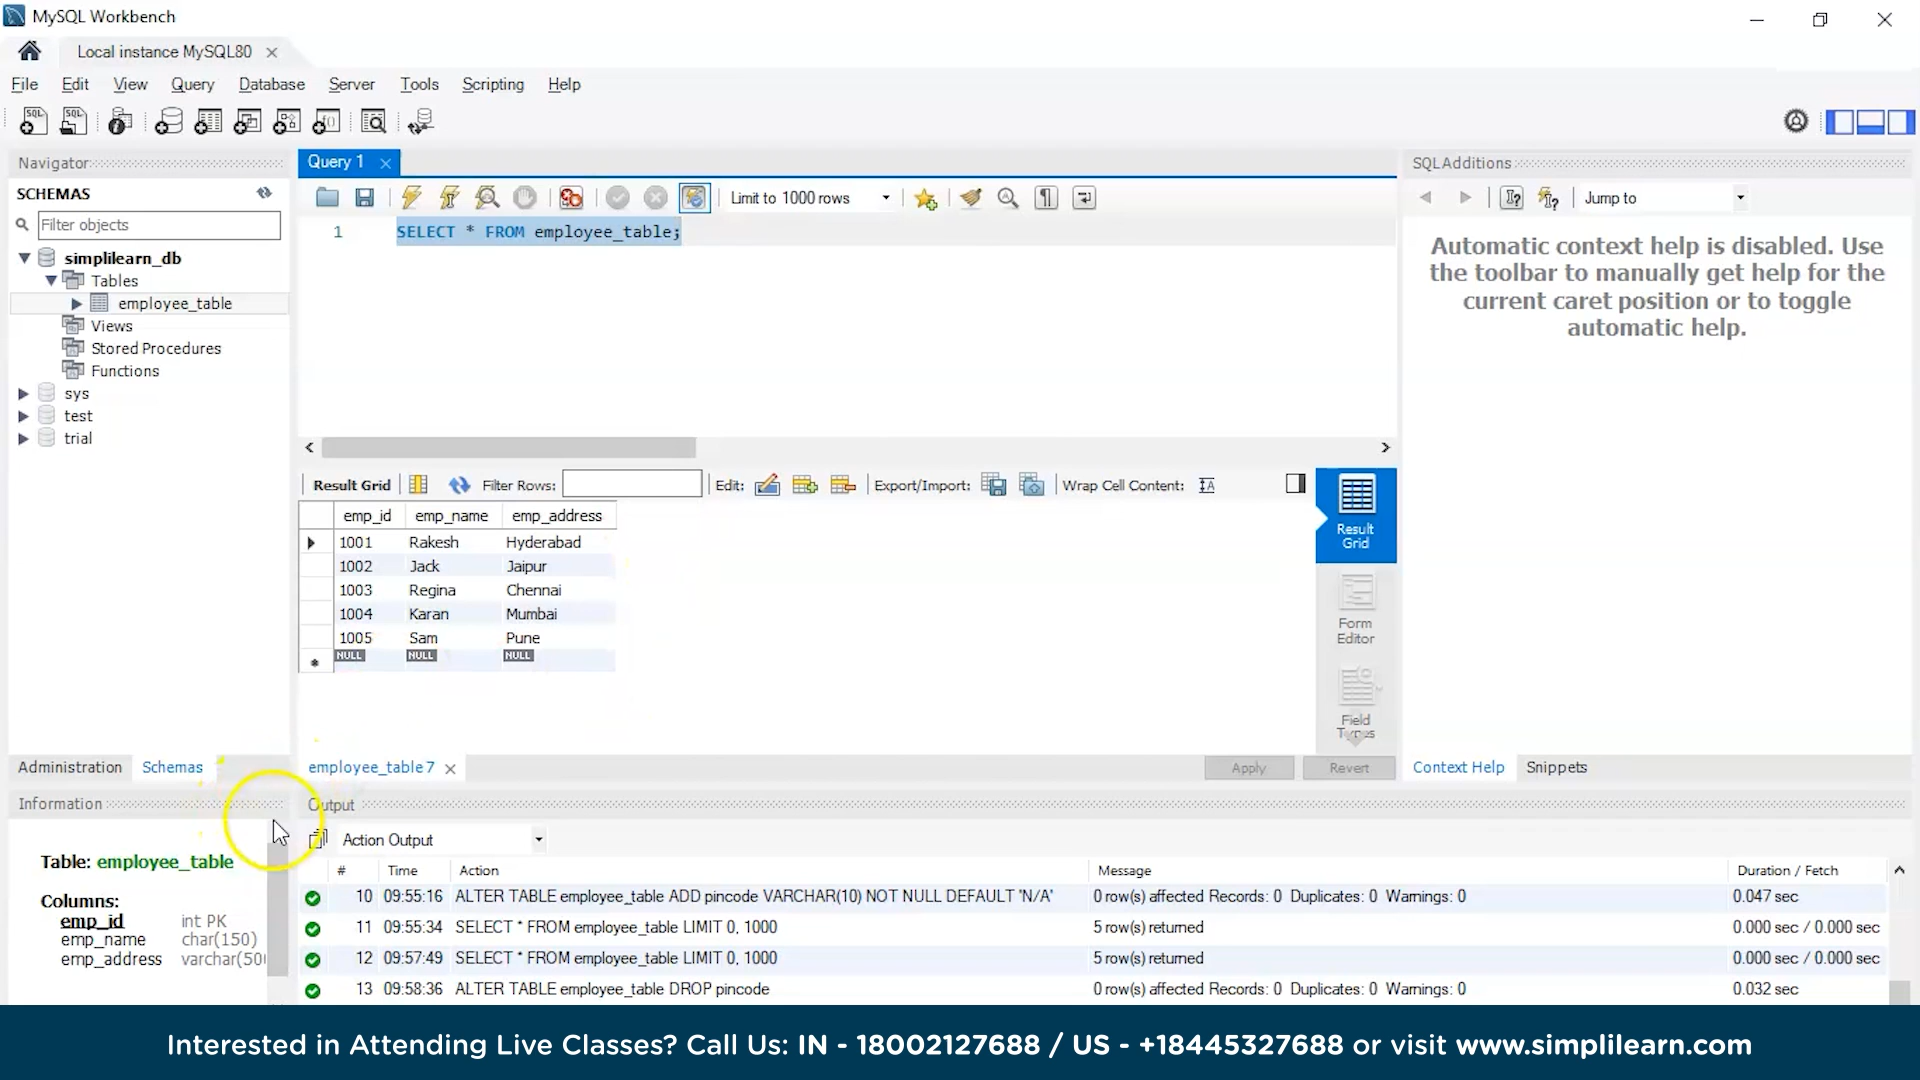 MySQL Workbench
Local instance MySQL80
File Edit View Query Database Server Tools Scripting Help
Navigator
SCHEMAS
Filter objects
simplilearn_db
Tables
employee_table
Views
Stored Procedures
Functions
sys
test
trial
Administration Schemas
Information
Table: employee_table
Columns:
emp_id int PK
emp_name char(150)
emp_address varchar(50
Query 1
Limit to 1000 rows
1 SELECT * FROM employee_table;
Result Grid Filter Rows: Edit: Export/Import: Wrap Cell Content:
emp_id emp_name emp_address
1001 Rakesh Hyderabad
1002 Jack Jaipur
1003 Regina Chennai
1004 Karan Mumbai
1005 Sam Pune
NULL NULL NULL
Result Grid
Form Editor
Field Types
employee_table 7
Apply Revert
SQLAdditions
Jump to
Automatic context help is disabled. Use
the toolbar to manually get help for the
current caret position or to toggle
automatic help.
Context Help Snippets
Output
Action Output
# Time Action Message Duration / Fetch
10 09:55:16 ALTER TABLE employee_table ADD pincode VARCHAR(10) NOT NULL DEFAULT 'N/A' 0 row(s) affected Records: 0 Duplicates: 0 Warnings: 0 0.047 sec
11 09:55:34 SELECT * FROM employee_table LIMIT 0, 1000 5 row(s) returned 0.000 sec / 0.000 sec
12 09:57:49 SELECT * FROM employee_table LIMIT 0, 1000 5 row(s) returned 0.000 sec / 0.000 sec
13 09:58:36 ALTER TABLE employee_table DROP pincode 0 row(s) affected Records: 0 Duplicates: 0 Warnings: 0 0.032 sec
Interested in Attending Live Classes? Call Us: IN - 18002127688 / US - +18445327688 or visit www.simplilearn.com